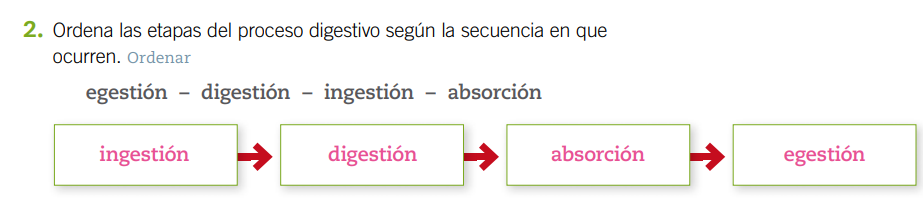 2. Ordena las etapas del proceso digestivo según la secuencia en que
ocurren. Ordenar
egestión – digestión – ingestión – absorción
ingestión digestión absorción egestión